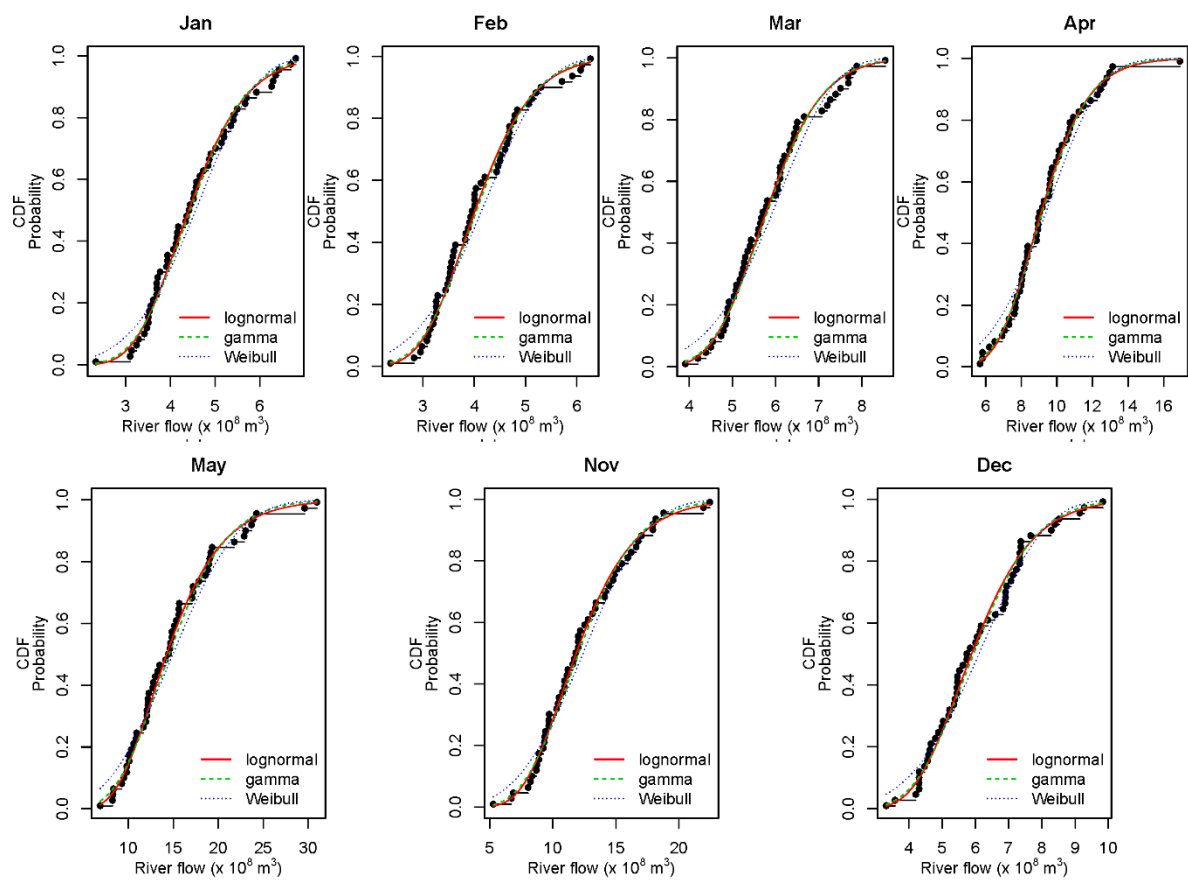 Jan
CDF
Probability
0.0
0.2
0.4
0.6
0.8
1.0
lognormal
gamma
Weibull
3
4
5
6
River flow (x 10⁸ m³)
Feb
CDF
Probability
0.0
0.2
0.4
0.6
0.8
1.0
lognormal
gamma
Weibull
3
4
5
6
River flow (x 10⁸ m³)
Mar
CDF
Probability
0.0
0.2
0.4
0.6
0.8
1.0
lognormal
gamma
Weibull
4
5
6
7
8
River flow (x 10⁸ m³)
Apr
CDF
Probability
0.0
0.2
0.4
0.6
0.8
1.0
lognormal
gamma
Weibull
6
8
10
12
14
16
River flow (x 10⁸ m³)
May
CDF
Probability
0.0
0.2
0.4
0.6
0.8
1.0
lognormal
gamma
Weibull
10
15
20
25
30
River flow (x 10⁸ m³)
Nov
CDF
Probability
0.0
0.2
0.4
0.6
0.8
1.0
lognormal
gamma
Weibull
5
10
15
20
River flow (x 10⁸ m³)
Dec
CDF
Probability
0.0
0.2
0.4
0.6
0.8
1.0
lognormal
gamma
Weibull
4
5
6
7
8
9
10
River flow (x 10⁸ m³)